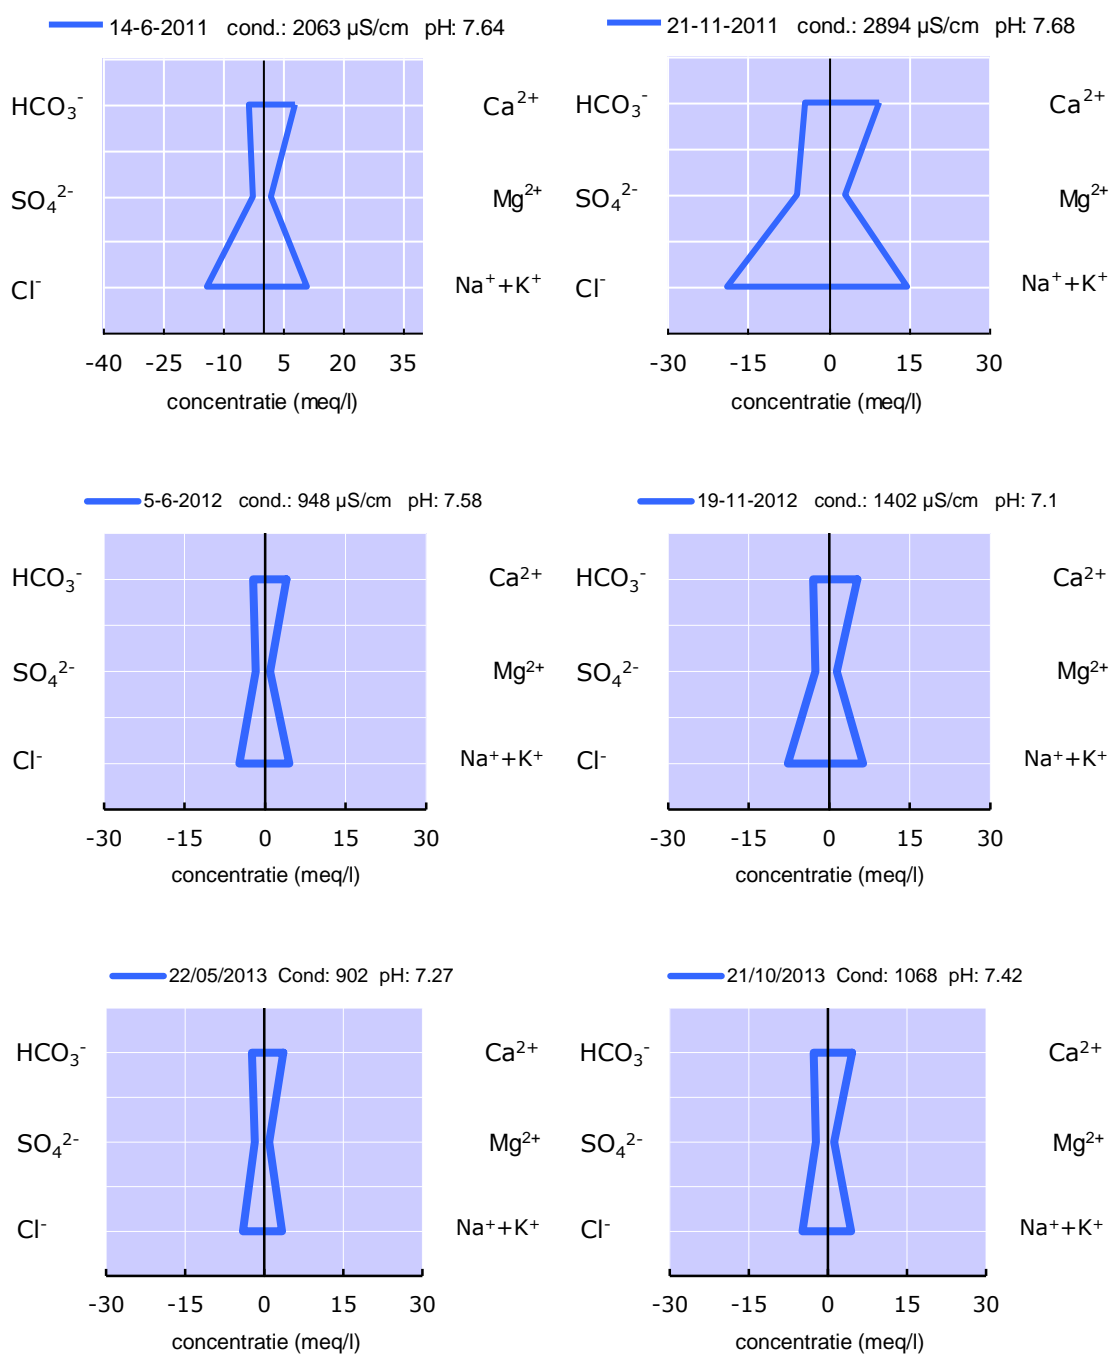 14-6-2011 cond.: 2063 µS/cm pH: 7.64
HCO₃⁻ Ca²⁺
SO₄²⁻ Mg²⁺
Cl⁻ Na⁺+K⁺
-40 -25 -10 5 20 35
concentratie (meq/l)
21-11-2011 cond.: 2894 µS/cm pH: 7.68
HCO₃⁻ Ca²⁺
SO₄²⁻ Mg²⁺
Cl⁻ Na⁺+K⁺
-30 -15 0 15 30
concentratie (meq/l)
5-6-2012 cond.: 948 µS/cm pH: 7.58
HCO₃⁻ Ca²⁺
SO₄²⁻ Mg²⁺
Cl⁻ Na⁺+K⁺
-30 -15 0 15 30
concentratie (meq/l)
19-11-2012 cond.: 1402 µS/cm pH: 7.1
HCO₃⁻ Ca²⁺
SO₄²⁻ Mg²⁺
Cl⁻ Na⁺+K⁺
-30 -15 0 15 30
concentratie (meq/l)
22/05/2013 Cond: 902 pH: 7.27
HCO₃⁻ Ca²⁺
SO₄²⁻ Mg²⁺
Cl⁻ Na⁺+K⁺
-30 -15 0 15 30
concentratie (meq/l)
21/10/2013 Cond: 1068 pH: 7.42
HCO₃⁻ Ca²⁺
SO₄²⁻ Mg²⁺
Cl⁻ Na⁺+K⁺
-30 -15 0 15 30
concentratie (meq/l)